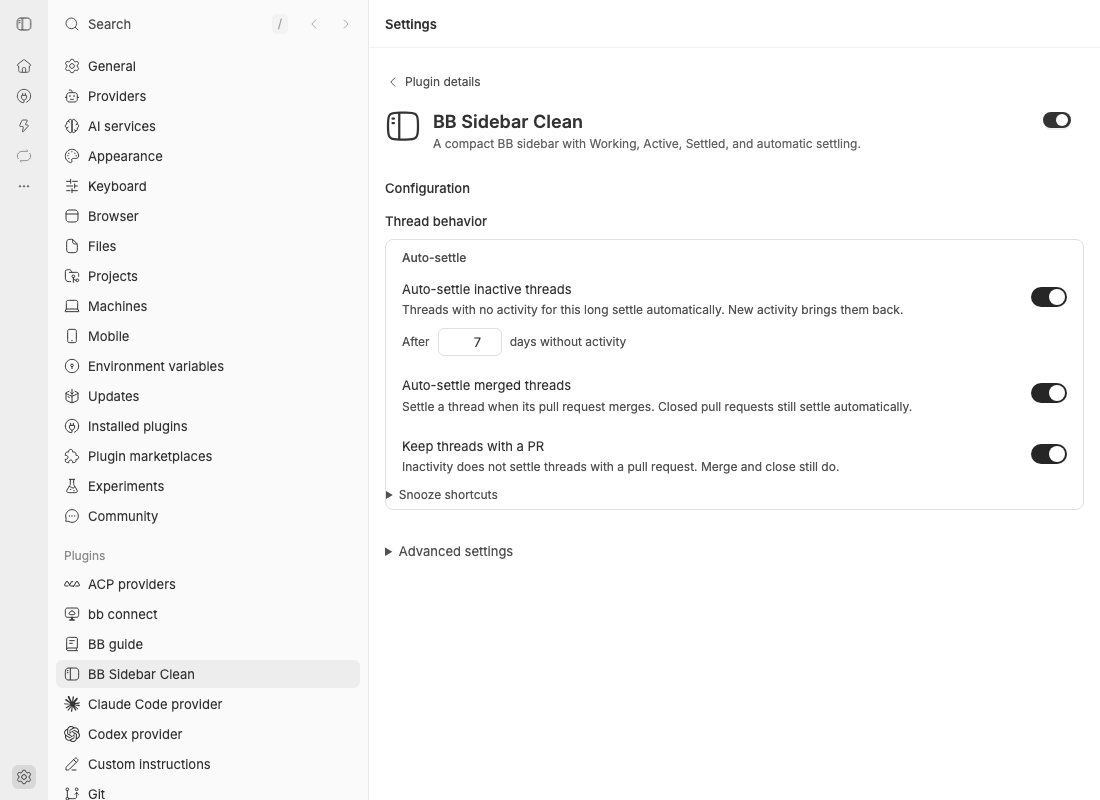 Search
/
General
Providers
AI services
Appearance
Keyboard
Browser
Files
Projects
Machines
Mobile
Environment variables
Updates
Installed plugins
Plugin marketplaces
Experiments
Community
Plugins
ACP providers
bb connect
BB guide
BB Sidebar Clean
Claude Code provider
Codex provider
Custom instructions
Git
Settings
Plugin details
BB Sidebar Clean
A compact BB sidebar with Working, Active, Settled, and automatic settling.
Configuration
Thread behavior
Auto-settle
Auto-settle inactive threads
Threads with no activity for this long settle automatically. New activity brings them back.
After 7 days without activity
Auto-settle merged threads
Settle a thread when its pull request merges. Closed pull requests still settle automatically.
Keep threads with a PR
Inactivity does not settle threads with a pull request. Merge and close still do.
Snooze shortcuts
Advanced settings